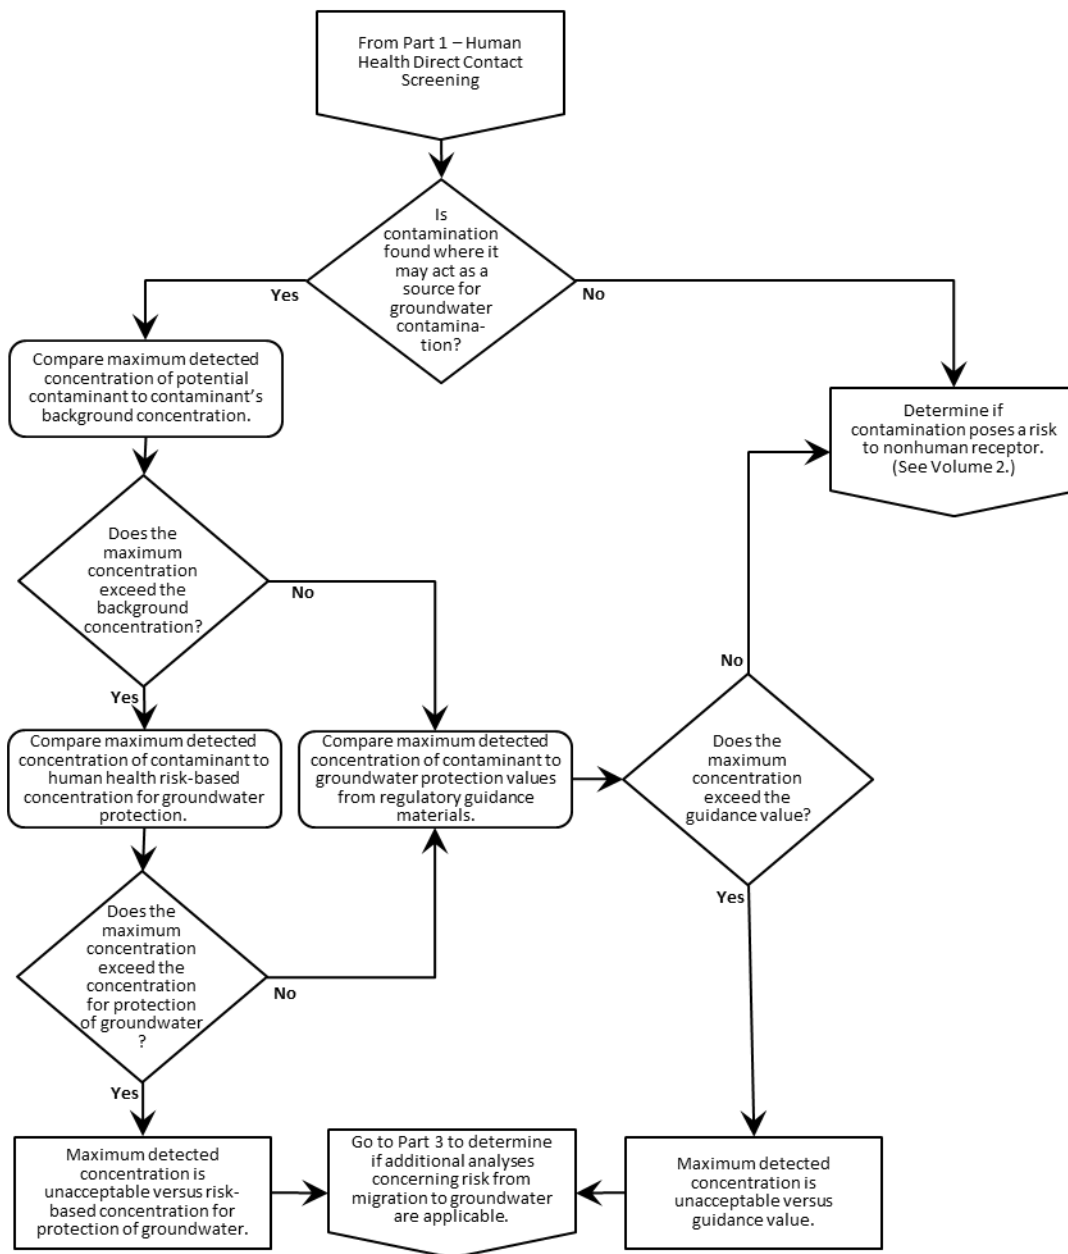 From Part 1 – Human
Health Direct Contact
Screening
Is
contamination
found where it
may act as a
source for
groundwater
contamina-
tion?
Yes
No
Compare maximum detected
concentration of potential
contaminant to contaminant’s
background concentration.
Determine if
contamination poses a risk
to nonhuman receptor.
(See Volume 2.)
Does the
maximum
concentration
exceed the
background
concentration?
No
Yes
Compare maximum detected
concentration of contaminant to
human health risk-based
concentration for groundwater
protection.
Compare maximum detected
concentration of contaminant to
groundwater protection values
from regulatory guidance
materials.
No
Does the
maximum
concentration
exceed the
guidance value?
Yes
Does the
maximum
concentration
exceed the
concentration
for protection
of groundwater
?
No
Yes
Maximum detected
concentration is
unacceptable versus risk-
based concentration for
protection of groundwater.
Go to Part 3 to determine
if additional analyses
concerning risk from
migration to groundwater
are applicable.
Maximum detected
concentration is
unacceptable versus
guidance value.